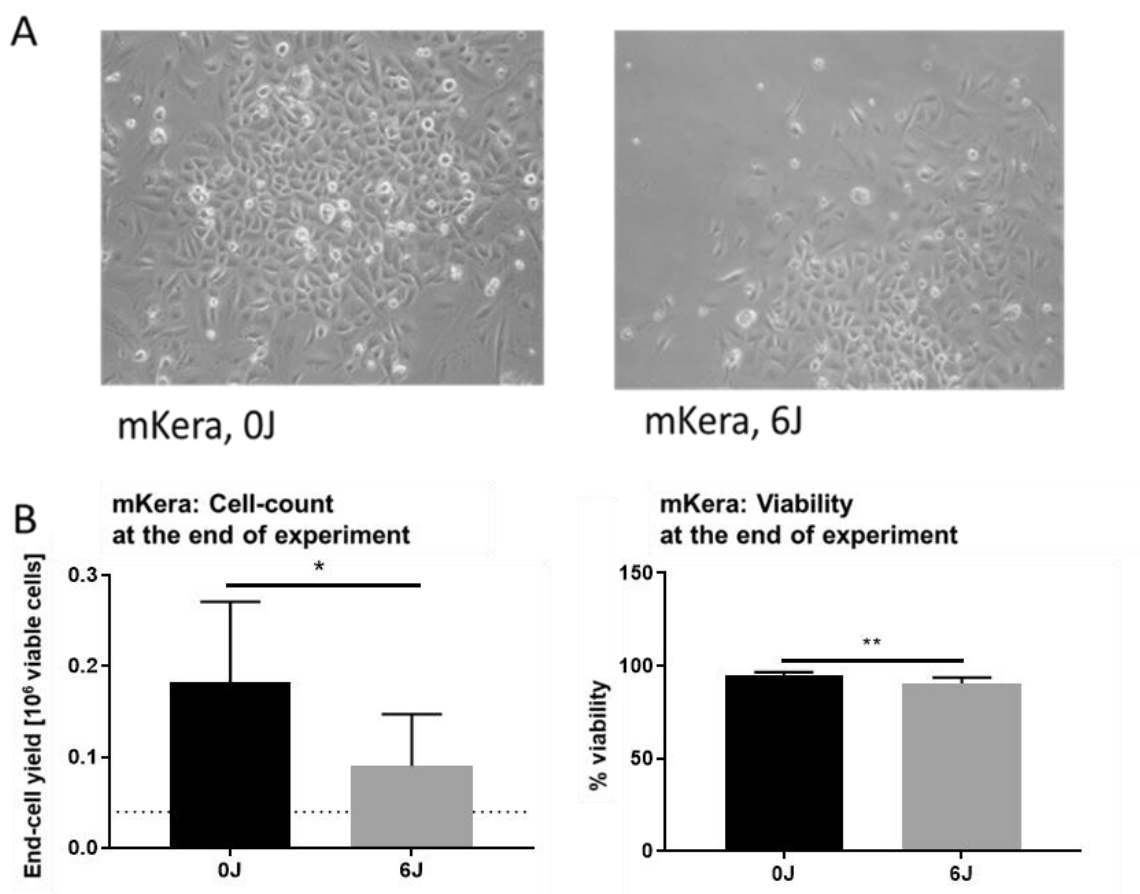 A
mKera, 0J
mKera, 6J
B
mKera: Cell-count
at the end of experiment
End-cell yield [10⁶ viable cells]
0.3
0.2
0.1
0.0
*
0J
6J
mKera: Viability
at the end of experiment
% viability
150
100
50
0
**
0J
6J